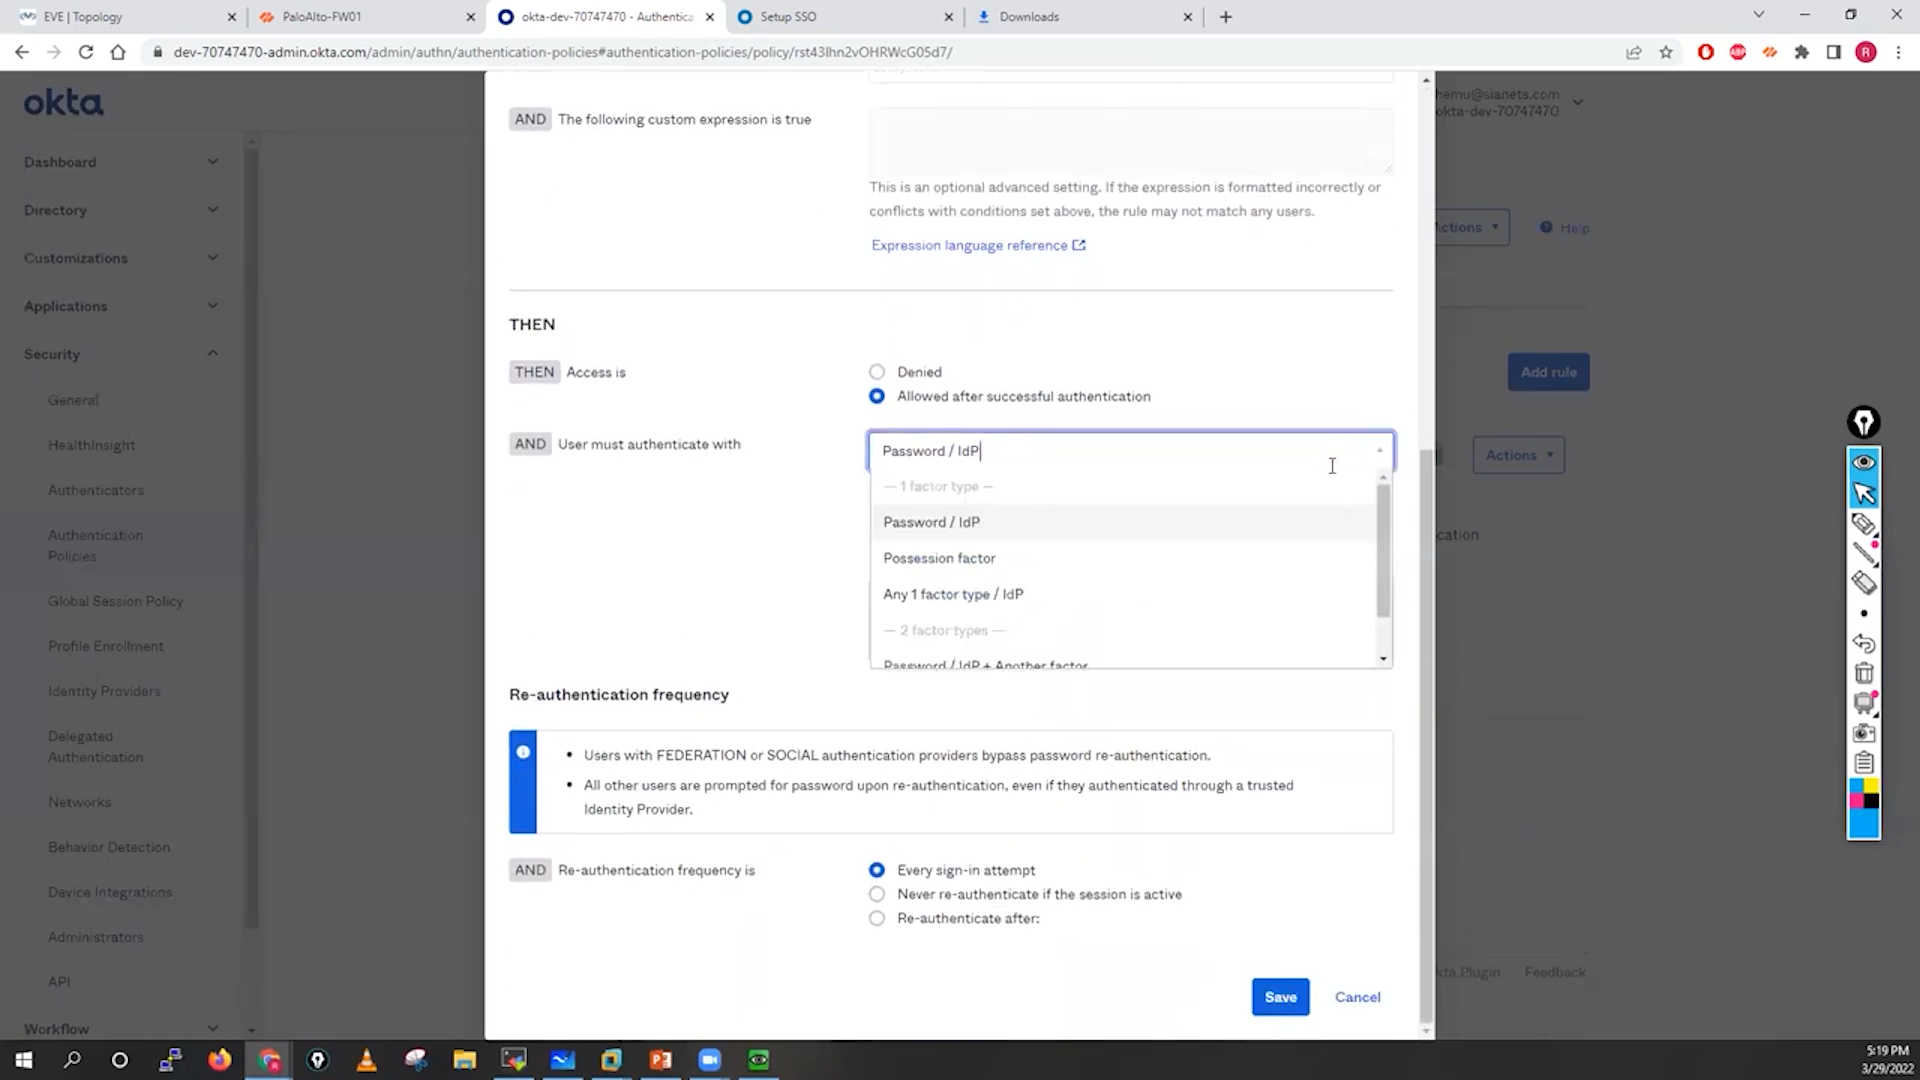 EVE | Topology
PaloAlto-FW01
okta-dev-70747470 - Authentica
Setup SSO
Downloads
dev-70747470-admin.okta.com/admin/authn/authentication-policies#authentication-policies/policy/rst43lhn2vOHRWcG05d7/
okta
hemu@sianets.com
okta-dev-70747470
Dashboard
Directory
Customizations
Applications
Security
General
HealthInsight
Authenticators
Authentication
Policies
Global Session Policy
Profile Enrollment
Identity Providers
Delegated
Authentication
Networks
Behavior Detection
Device Integrations
Administrators
API
Workflow
AND The following custom expression is true
This is an optional advanced setting. If the expression is formatted incorrectly or
conflicts with conditions set above, the rule may not match any users.
Expression language reference
THEN
THEN Access is
Denied
Allowed after successful authentication
AND User must authenticate with
Password / IdP
— 1 factor type —
Password / IdP
Possession factor
Any 1 factor type / IdP
— 2 factor types —
Password / IdP + Another factor
Re-authentication frequency
• Users with FEDERATION or SOCIAL authentication providers bypass password re-authentication.
• All other users are prompted for password upon re-authentication, even if they authenticated through a trusted
Identity Provider.
AND Re-authentication frequency is
Every sign-in attempt
Never re-authenticate if the session is active
Re-authenticate after:
Save
Cancel
ctions
Help
Add rule
Actions
cation
kta Plugin
Feedback
5:19 PM
3/29/2022